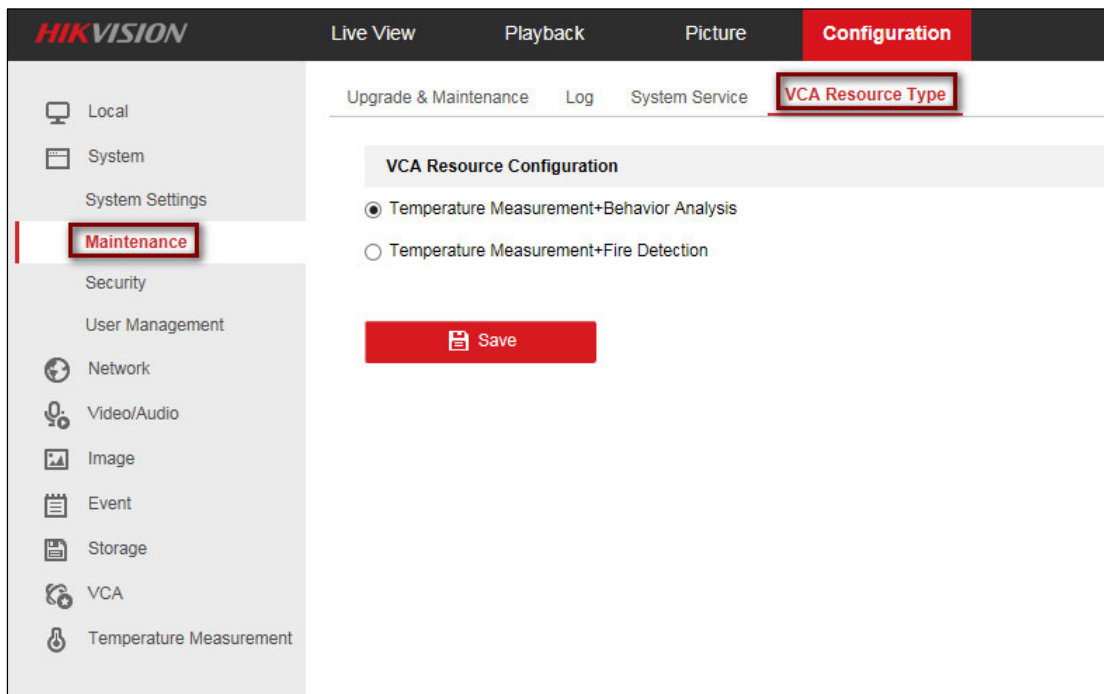 HIKVISION
Live View
Playback
Picture
Configuration
Local
System
System Settings
Maintenance
Security
User Management
Network
Video/Audio
Image
Event
Storage
VCA
Temperature Measurement
Upgrade & Maintenance
Log
System Service
VCA Resource Type
VCA Resource Configuration
Temperature Measurement+Behavior Analysis
Temperature Measurement+Fire Detection
Save